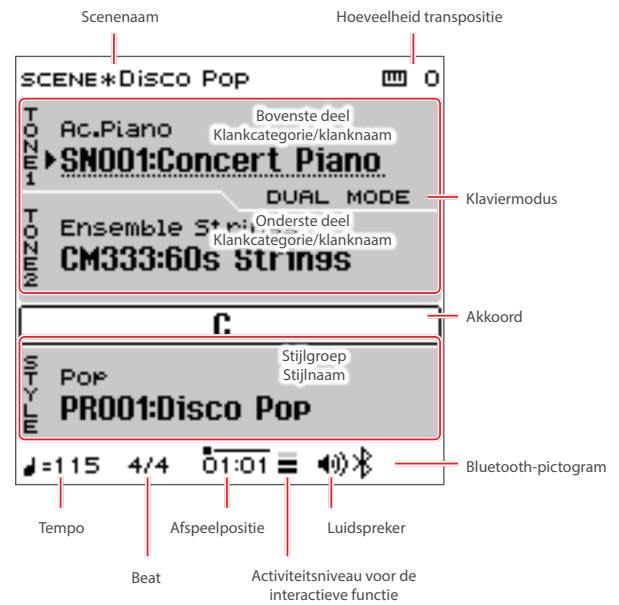 Scenenaam
Hoeveelheid transpositie
SCENE*Disco Pop 0
TONE1
Ac.Piano
Bovenste deel
Klankcategorie/klanknaam
SN001:Concert Piano
DUAL MODE
Klaviermodus
TONE2
Ensemble Strings
Onderste deel
Klankcategorie/klanknaam
CM333:60s Strings
C
Akkoord
STYLE
Pop
Stijlgroep
Stijlnaam
PR001:Disco Pop
=115 4/4 01:01
Bluetooth-pictogram
Tempo
Afspeelpositie
Luidspreker
Beat
Activiteitsniveau voor de
interactieve functie